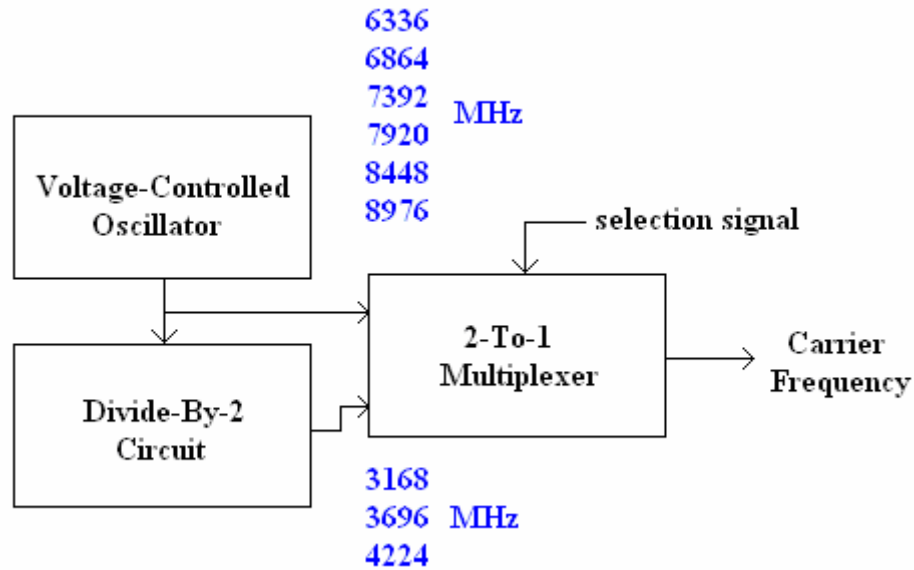 6336
6864
7392
7920
8448
8976
MHz
Voltage-Controlled
Oscillator
selection signal
2-To-1
Multiplexer
Carrier
Frequency
Divide-By-2
Circuit
3168
3696 MHz
4224